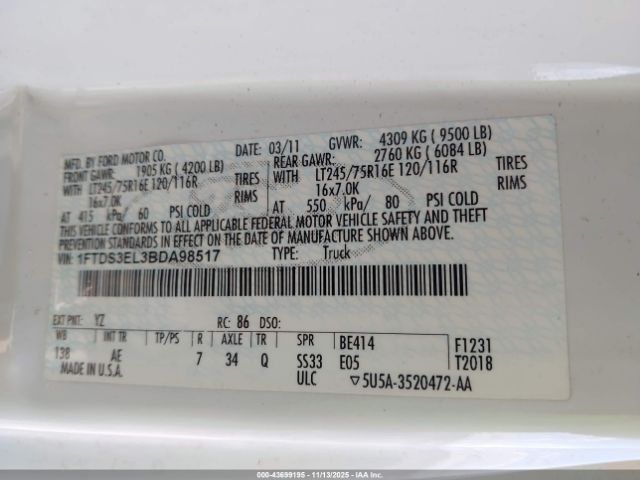 MFD. BY FORD MOTOR CO. DATE: 03/11 GVWR: 4309 KG ( 9500 LB)
FRONT GAWR: 1905 KG ( 4200 LB) REAR GAWR: 2760 KG ( 6084 LB)
WITH LT245/75R16E 120/116R TIRES WITH LT245/75R16E 120/116R TIRES
16x7.0K RIMS 16x7.0K RIMS
AT 415 kPa/ 60 PSI COLD AT 550 kPa/ 80 PSI COLD
THIS VEHICLE CONFORMS TO ALL APPLICABLE FEDERAL MOTOR VEHICLE SAFETY AND THEFT
PREVENTION STANDARDS IN EFFECT ON THE DATE OF MANUFACTURE SHOWN ABOVE.
VIN: 1FTDS3EL3BDA98517 TYPE: Truck
EXT PNT: YZ RC: 86 DSO:
WB INT TR TP/PS R AXLE TR SPR BE414 F1231
138 AE 7 34 Q SS33 E05 T2018
MADE IN U.S.A. ULC ▽5U5A-3520472-AA
000-43699195 - 11/13/2025 - IAAI.com